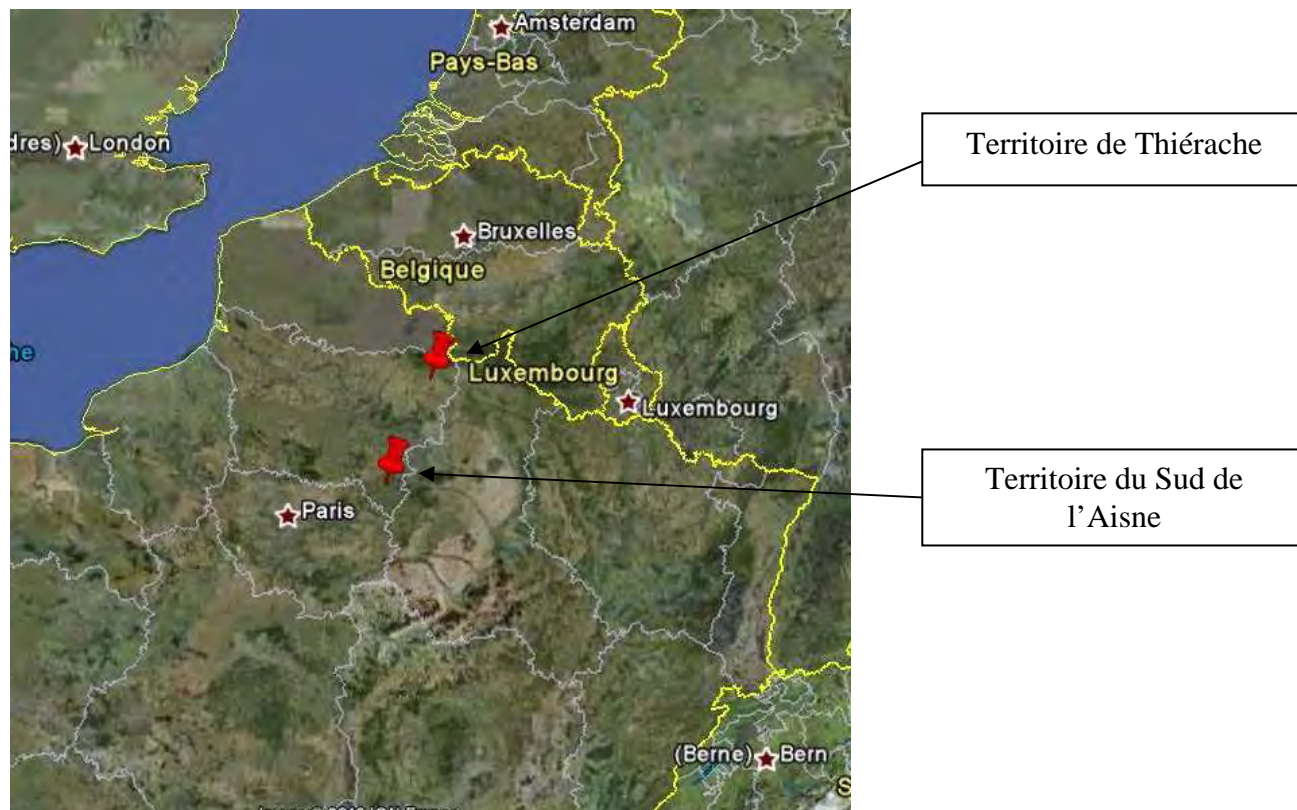 Amsterdam
Pays-Bas
dres) London
Territoire de Thiérache
Bruxelles
Belgique
Luxembourg
Luxembourg
Territoire du Sud de
l'Aisne
Paris
(Berne) Bern